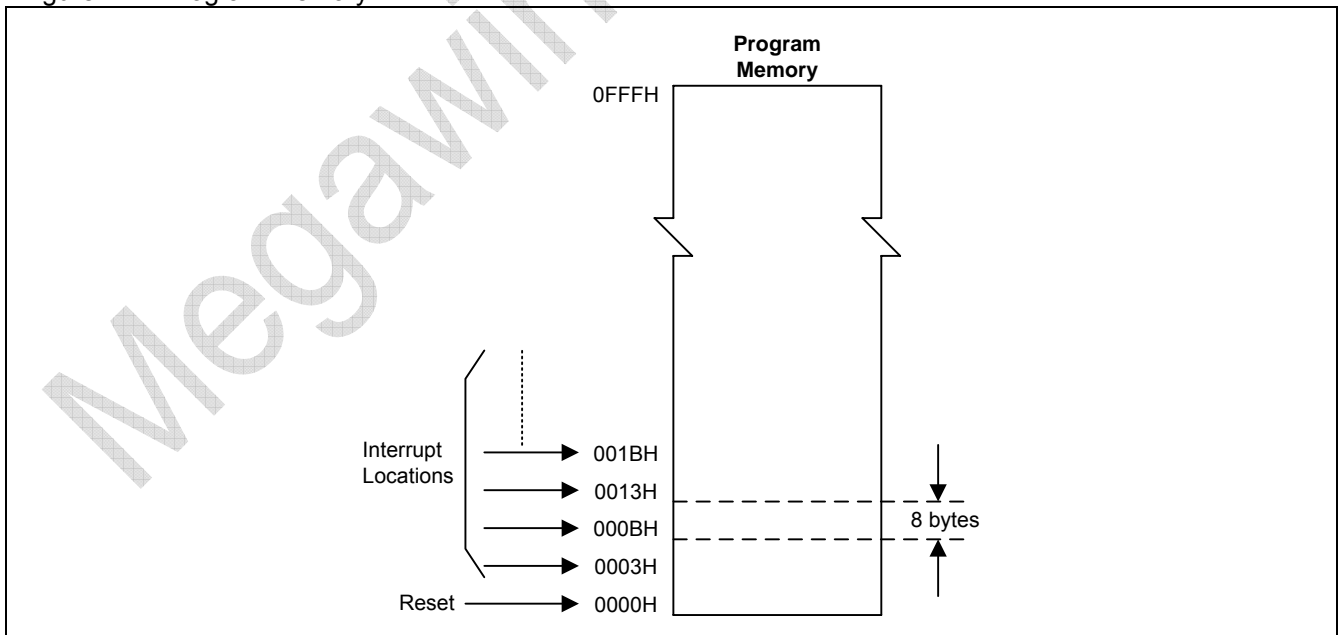 Program
Memory
0FFFH
Interrupt
Locations
001BH
0013H
000BH
0003H
8 bytes
Reset
0000H
Megawin